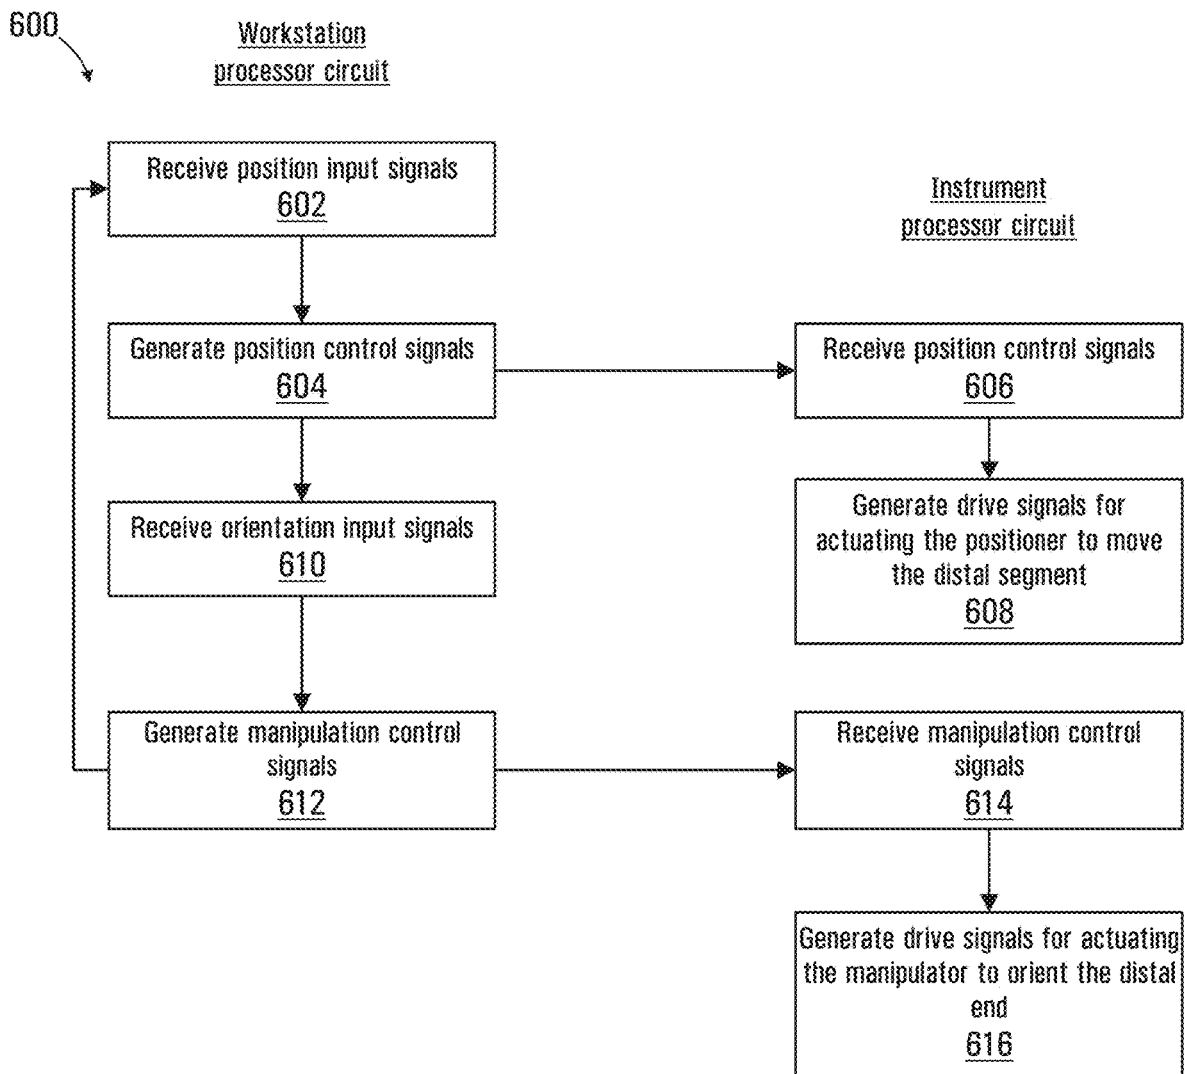 600
Workstation
processor circuit
Receive position input signals
602
Instrument
processor circuit
Generate position control signals
604
Receive position control signals
606
Receive orientation input signals
610
Generate drive signals for
actuating the positioner to move
the distal segment
608
Generate manipulation control
signals
612
Receive manipulation control
signals
614
Generate drive signals for actuating
the manipulator to orient the distal
end
616